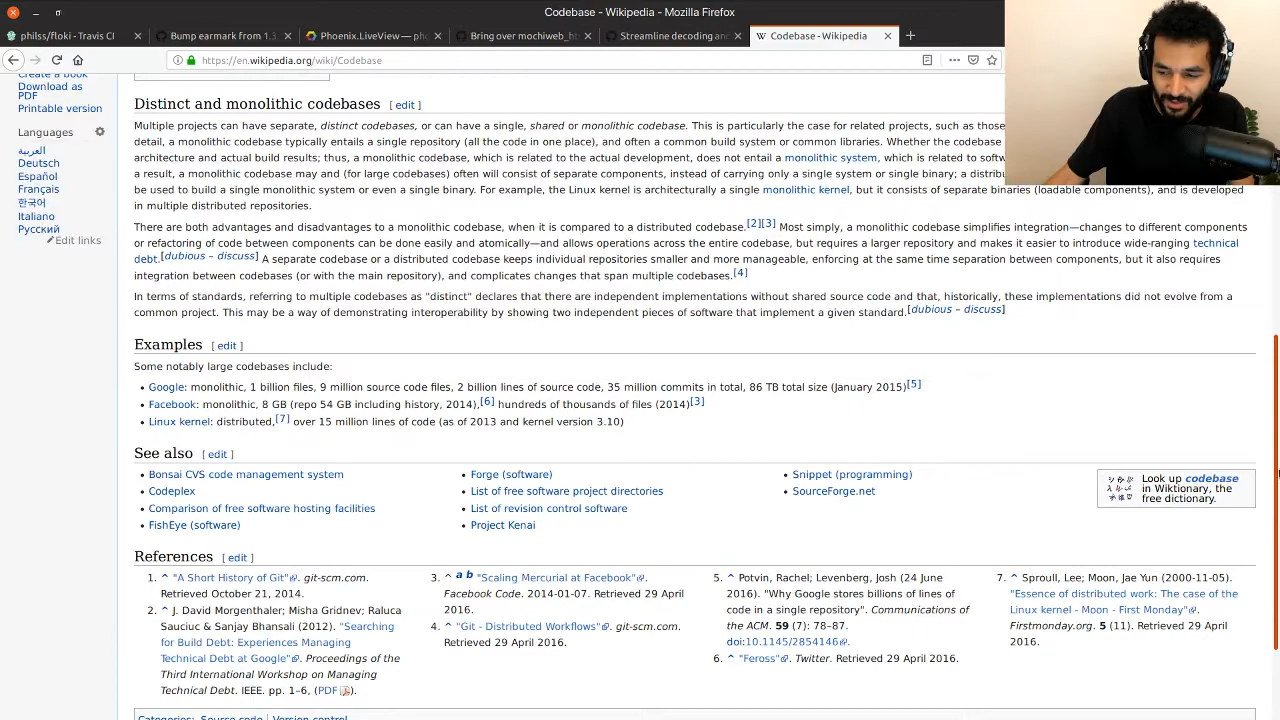 Codebase - Wikipedia - Mozilla Firefox
philss/floki - Travis CI
Bump earmark from 1.3.
Phoenix.LiveView — pho
Bring over mochiweb_ht
Streamline decoding and
Codebase - Wikipedia
https://en.wikipedia.org/wiki/Codebase
Create a book
Download as
PDF
Printable version
Languages
العربية
Deutsch
Español
Français
한국어
Italiano
Русский
Edit links
Distinct and monolithic codebases [ edit ]
Multiple projects can have separate, distinct codebases, or can have a single, shared or monolithic codebase. This is particularly the case for related projects, such as those
detail, a monolithic codebase typically entails a single repository (all the code in one place), and often a common build system or common libraries. Whether the codebase
architecture and actual build results; thus, a monolithic codebase, which is related to the actual development, does not entail a monolithic system, which is related to softw
a result, a monolithic codebase may and (for large codebases) often will consist of separate components, instead of carrying only a single system or single binary; a distribu
be used to build a single monolithic system or even a single binary. For example, the Linux kernel is architecturally a single monolithic kernel, but it consists of separate binaries (loadable components), and is developed
in multiple distributed repositories.
There are both advantages and disadvantages to a monolithic codebase, when it is compared to a distributed codebase.[2][3] Most simply, a monolithic codebase simplifies integration—changes to different components
or refactoring of code between components can be done easily and atomically—and allows operations across the entire codebase, but requires a larger repository and makes it easier to introduce wide-ranging technical
debt.[dubious – discuss] A separate codebase or a distributed codebase keeps individual repositories smaller and more manageable, enforcing at the same time separation between components, but it also requires
integration between codebases (or with the main repository), and complicates changes that span multiple codebases.[4]
In terms of standards, referring to multiple codebases as "distinct" declares that there are independent implementations without shared source code and that, historically, these implementations did not evolve from a
common project. This may be a way of demonstrating interoperability by showing two independent pieces of software that implement a given standard.[dubious – discuss]
Examples [ edit ]
Some notably large codebases include:
• Google: monolithic, 1 billion files, 9 million source code files, 2 billion lines of source code, 35 million commits in total, 86 TB total size (January 2015)[5]
• Facebook: monolithic, 8 GB (repo 54 GB including history, 2014),[6] hundreds of thousands of files (2014)[3]
• Linux kernel: distributed,[7] over 15 million lines of code (as of 2013 and kernel version 3.10)
See also [ edit ]
• Bonsai CVS code management system
• Codeplex
• Comparison of free software hosting facilities
• FishEye (software)
• Forge (software)
• List of free software project directories
• List of revision control software
• Project Kenai
• Snippet (programming)
• SourceForge.net
Look up codebase
in Wiktionary, the
free dictionary.
References [ edit ]
1. ^ "A Short History of Git". git-scm.com.
Retrieved October 21, 2014.
2. ^ J. David Morgenthaler; Misha Gridnev; Raluca
Sauciuc & Sanjay Bhansali (2012). "Searching
for Build Debt: Experiences Managing
Technical Debt at Google". Proceedings of the
Third International Workshop on Managing
Technical Debt. IEEE. pp. 1–6, (PDF).
3. ^ a b "Scaling Mercurial at Facebook".
Facebook Code. 2014-01-07. Retrieved 29 April
2016.
4. ^ "Git - Distributed Workflows". git-scm.com.
Retrieved 29 April 2016.
5. ^ Potvin, Rachel; Levenberg, Josh (24 June
2016). "Why Google stores billions of lines of
code in a single repository". Communications of
the ACM. 59 (7): 78–87.
doi:10.1145/2854146.
6. ^ "Feross". Twitter. Retrieved 29 April 2016.
7. ^ Sproull, Lee; Moon, Jae Yun (2000-11-05).
"Essence of distributed work: The case of the
Linux kernel - Moon - First Monday".
Firstmonday.org. 5 (11). Retrieved 29 April
2016.
Categories: Source code | Version control